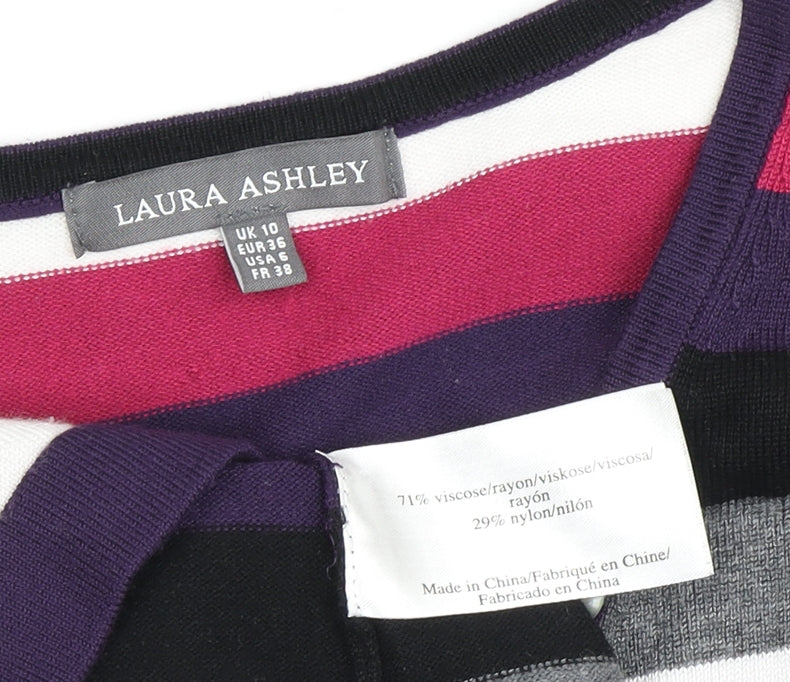 LAURA ASHLEY
UK 10
EUR 36
USA 6
FR 38
71% viscose/rayon/viskose/viscosa/
rayón
29% nylon/nilón
Made in China/Fabriqué en Chine/
Fabricado en China